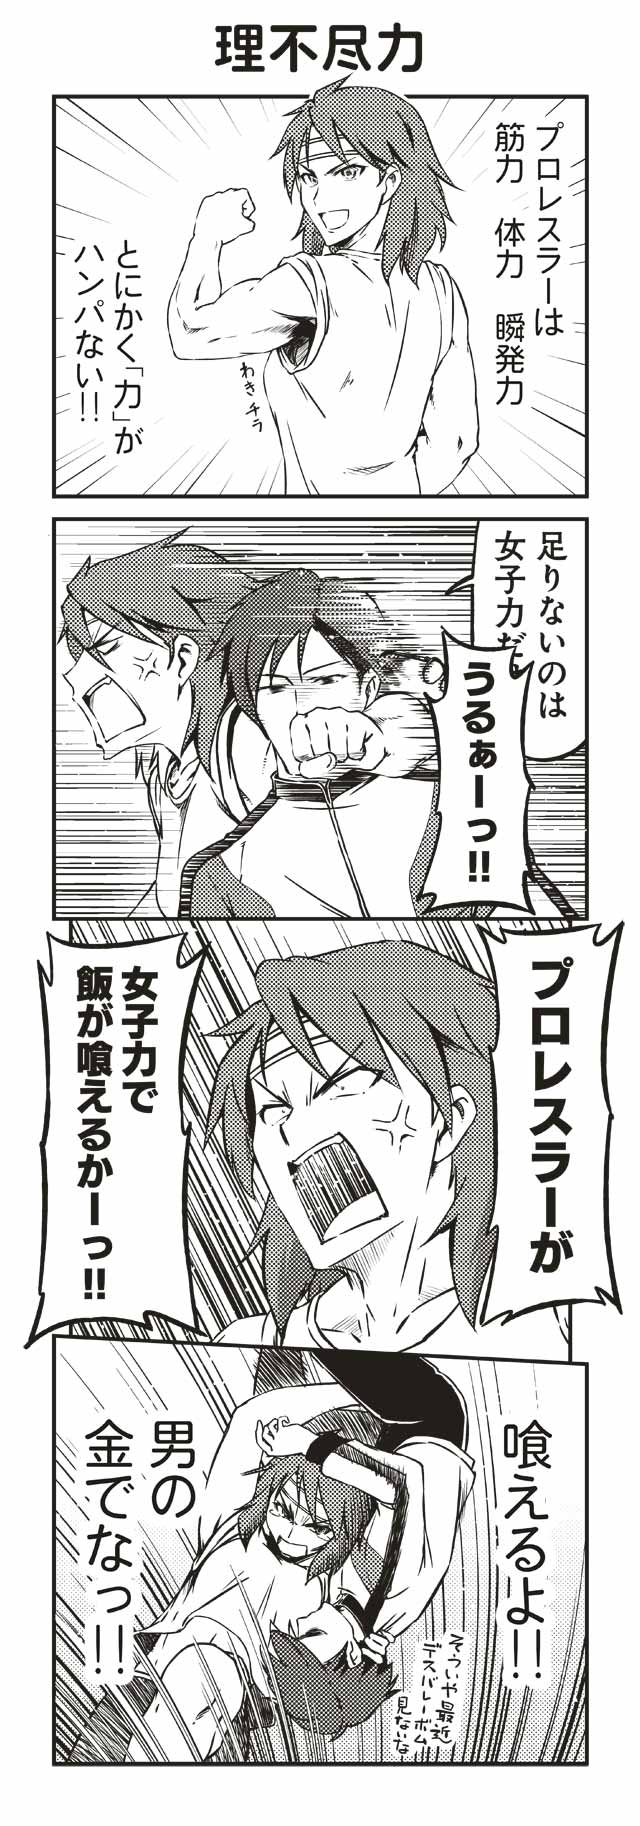 理不尽力
プロレスラーは
筋力　体力　瞬発力
とにかく「力」が
ハンパない!!
わきチラ
足りないのは
女子力だ
うるぁーっ!!
プロレスラーが
女子力で
飯が喰えるかーっ!!
喰えるよ!!
男の
金でなっ!!
そういや最近
デスバレーボム
見ないな